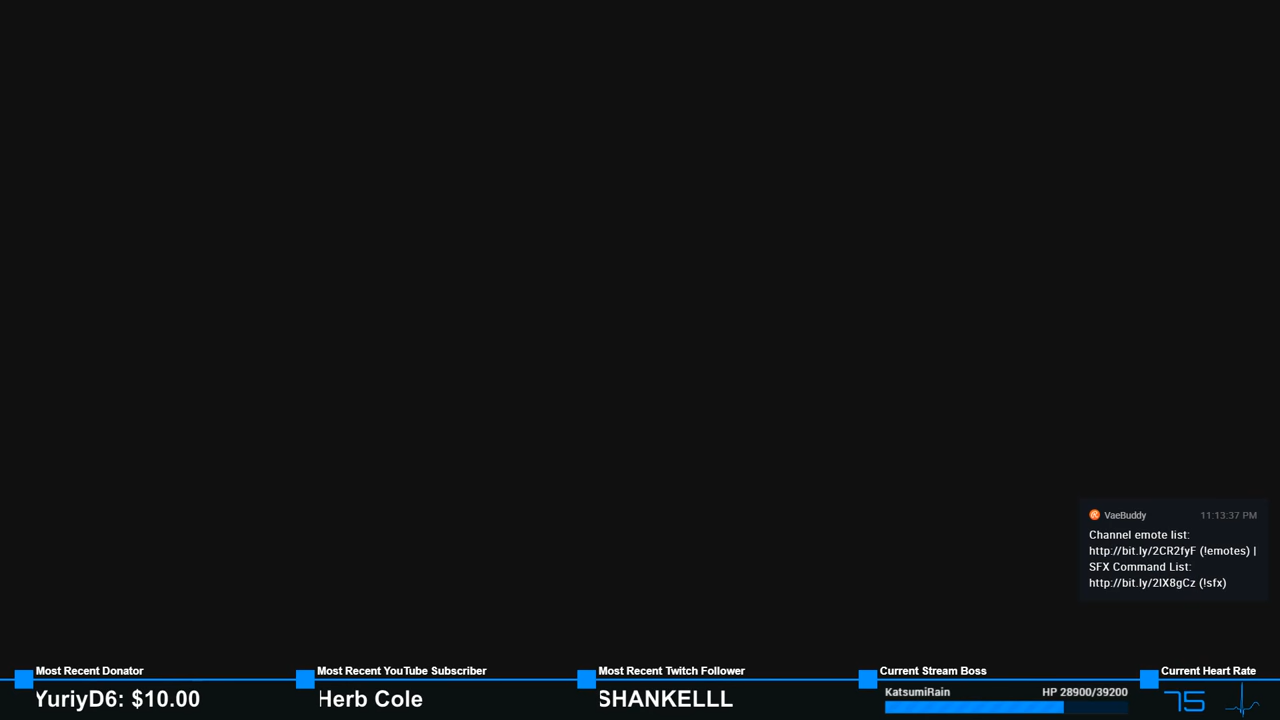 VaeBuddy 11:13:37 PM
Channel emote list:
http://bit.ly/2CR2fyF (!emotes) |
SFX Command List:
http://bit.ly/2IX8gCz (!sfx)
Most Recent Donator
YuriyD6: $10.00
Most Recent YouTube Subscriber
Herb Cole
Most Recent Twitch Follower
SHANKELLL
Current Stream Boss
KatsumiRain HP 28900/39200
Current Heart Rate
75